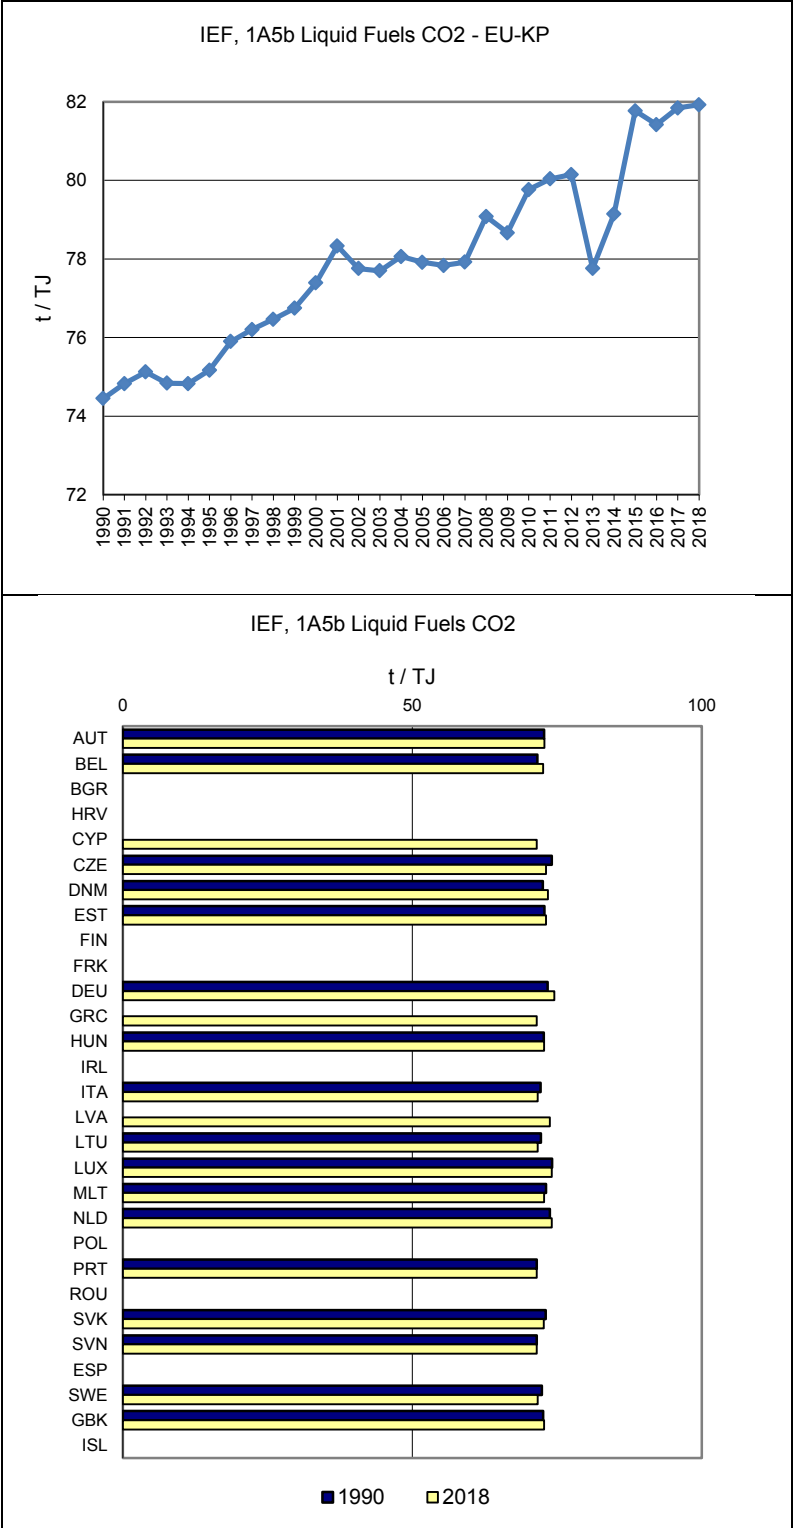 IEF, 1A5b Liquid Fuels CO2 - EU-KP
82
80
78
76
74
72
t / TJ
1990
1991
1992
1993
1994
1995
1996
1997
1998
1999
2000
2001
2002
2003
2004
2005
2006
2007
2008
2009
2010
2011
2012
2013
2014
2015
2016
2017
2018
IEF, 1A5b Liquid Fuels CO2
t / TJ
0 50 100
AUT
BEL
BGR
HRV
CYP
CZE
DNM
EST
FIN
FRK
DEU
GRC
HUN
IRL
ITA
LVA
LTU
LUX
MLT
NLD
POL
PRT
ROU
SVK
SVN
ESP
SWE
GBK
ISL
1990 2018